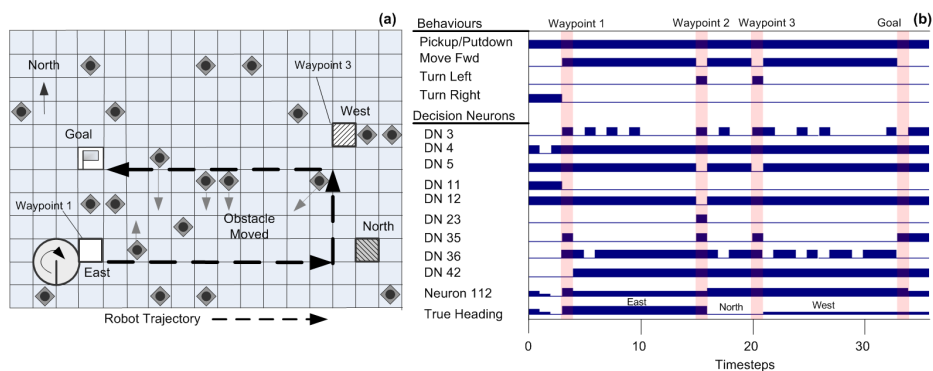 (a)
North
Waypoint 3
West
Goal
Waypoint 1
Obstacle
Moved
North
East
Robot Trajectory
(b)
Behaviours
Waypoint 1
Waypoint 2
Waypoint 3
Goal
Pickup/Putdown
Move Fwd
Turn Left
Turn Right
Decision Neurons
DN 3
DN 4
DN 5
DN 11
DN 12
DN 23
DN 35
DN 36
DN 42
Neuron 112
True Heading
East
North
West
0 10 20 30
Timesteps